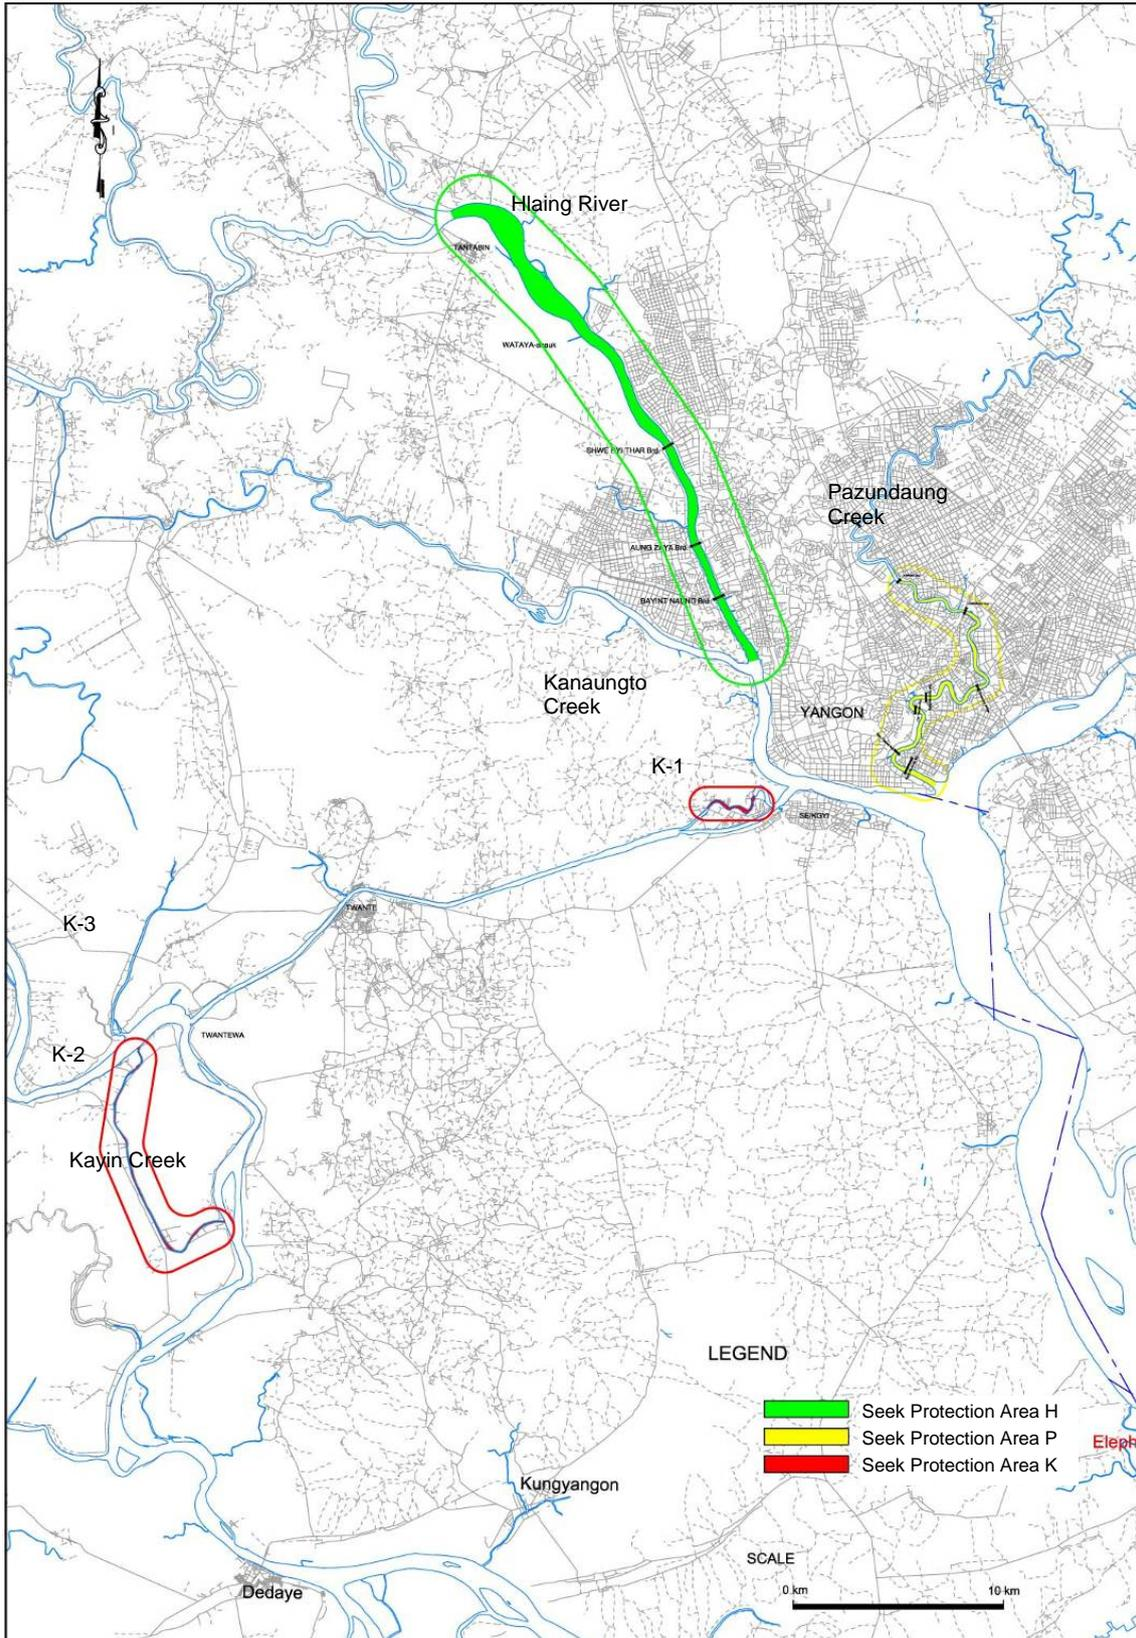 Hlaing River
TANTABIN
WATAYA-
SHWE PYI THAR Brd
Pazundaung
Creek
AUNG ZAYA Brd
BAYINT NAUNG Brd
Kanaungto
Creek
YANGON
K-1
SEIKGYI
TWANTE
K-3
TWANTEWA
K-2
Kayin Creek
LEGEND
Seek Protection Area H
Seek Protection Area P
Seek Protection Area K
Eleph
Kungyangon
SCALE
Dedaye
0 km
10 km